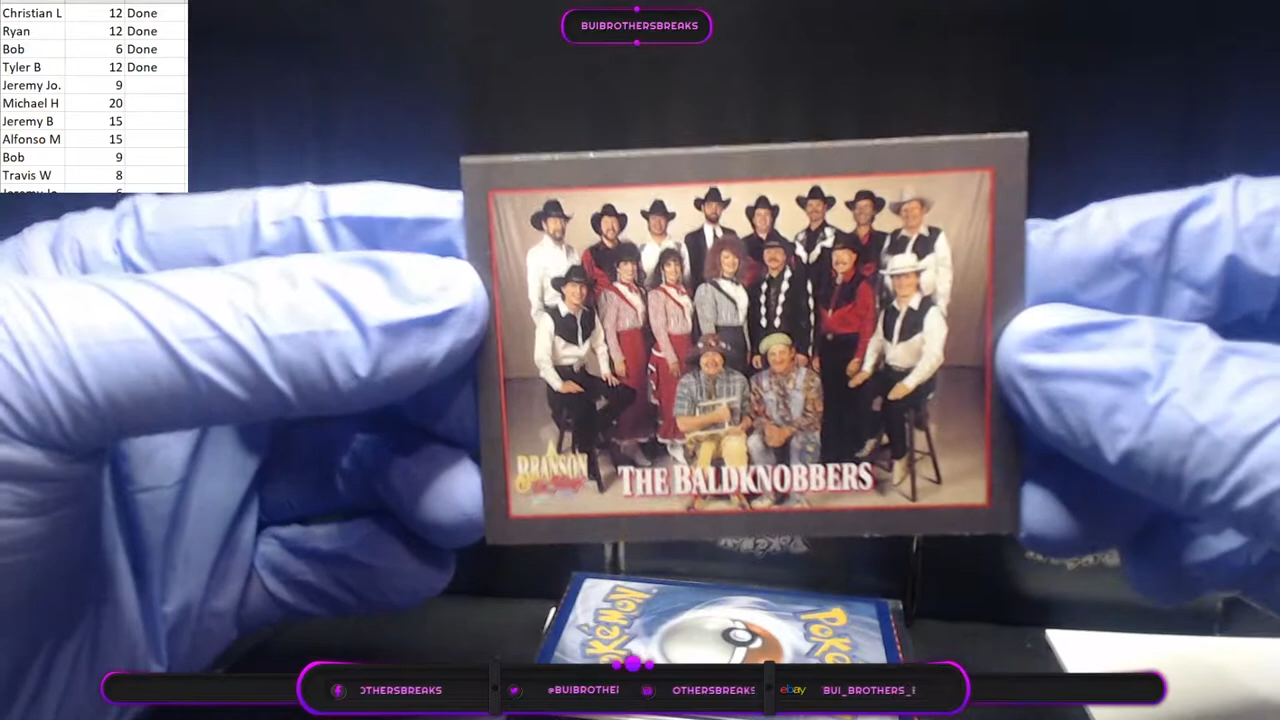 Christian L 12 Done
Ryan 12 Done
Bob 6 Done
Tyler B 12 Done
Jeremy Jo. 9
Michael H 20
Jeremy B 15
Alfonso M 15
Bob 9
Travis W 8
BUIBROTHERSBREAKS
BRANSON
THE BALDKNOBBERS
POKéMON
OTHERSBREAKS
@BUIBROTHEI
OTHERSBREAKS
ebay
BUI_BROTHERS_